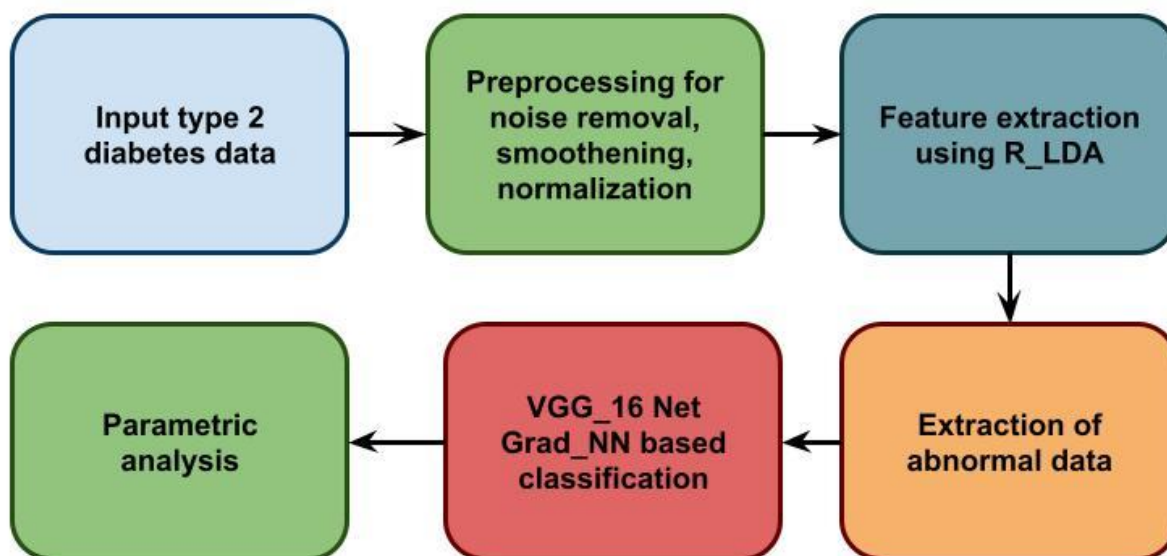 Input type 2
diabetes data
Preprocessing for
noise removal,
smoothening,
normalization
Feature extraction
using R_LDA
Extraction of
abnormal data
VGG_16 Net
Grad_NN based
classification
Parametric
analysis